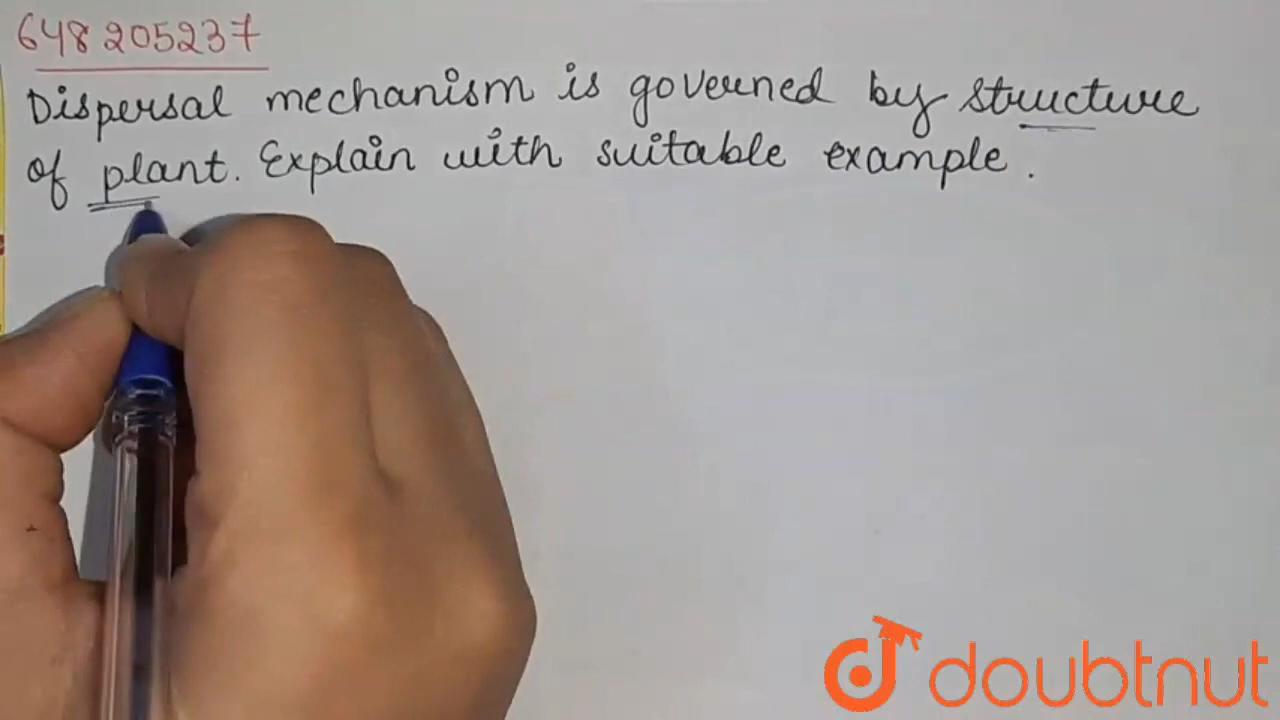 648205237
Dispersal mechanism is governed by structure
of plant. Explain with suitable example.
doubtnut